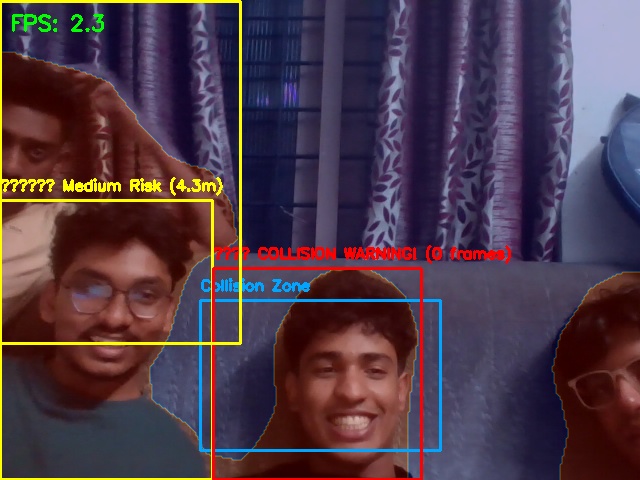 FPS: 2.3
?????? Medium Risk (4.3m)
???? COLLISION WARNING! (0 frames)
Collision Zone